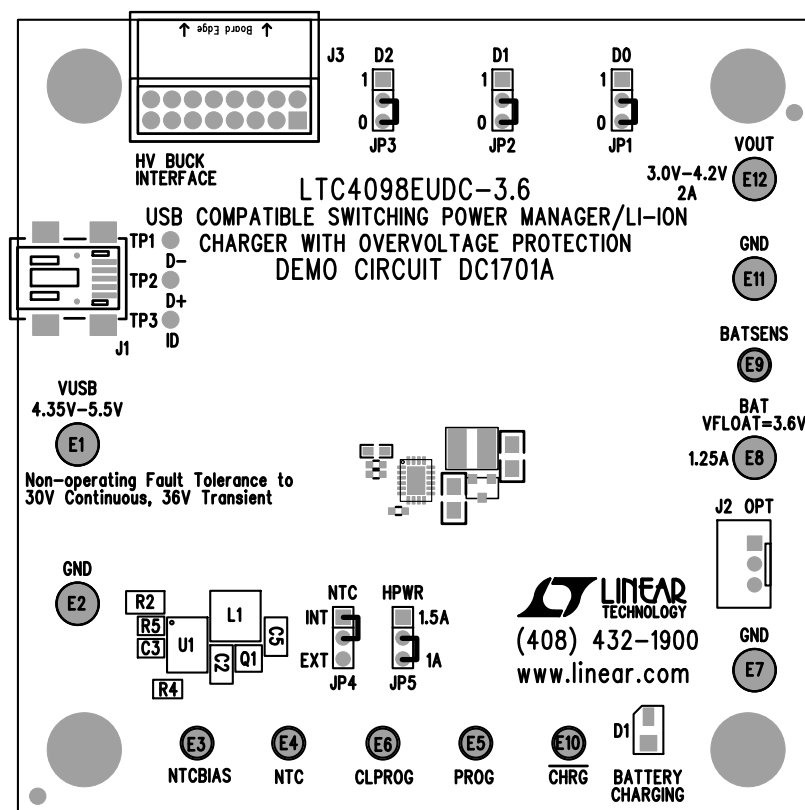 ↑ Board Edge ↑
J3
D2
D1
D0
1
1
1
0
0
0
JP3
JP2
JP1
HV BUCK
INTERFACE
VOUT
3.0V-4.2V
2A
E12
LTC4098EUDC-3.6
USB COMPATIBLE SWITCHING POWER MANAGER/LI-ION
CHARGER WITH OVERVOLTAGE PROTECTION
DEMO CIRCUIT DC1701A
TP1
D-
TP2
D+
TP3
ID
J1
GND
E11
BATSENS
E9
VUSB
4.35V-5.5V
E1
Non-operating Fault Tolerance to
30V Continuous, 36V Transient
BAT
VFLOAT=3.6V
1.25A
E8
J2 OPT
GND
E2
R2
R5
C3
U1
L1
C5
C2
Q1
R4
NTC
INT
EXT
JP4
HPWR
1.5A
1A
JP5
LT LINEAR
TECHNOLOGY
(408) 432-1900
www.linear.com
GND
E7
E3
NTCBIAS
E4
NTC
E6
CLPROG
E5
PROG
E10
CHRG
D1
BATTERY
CHARGING